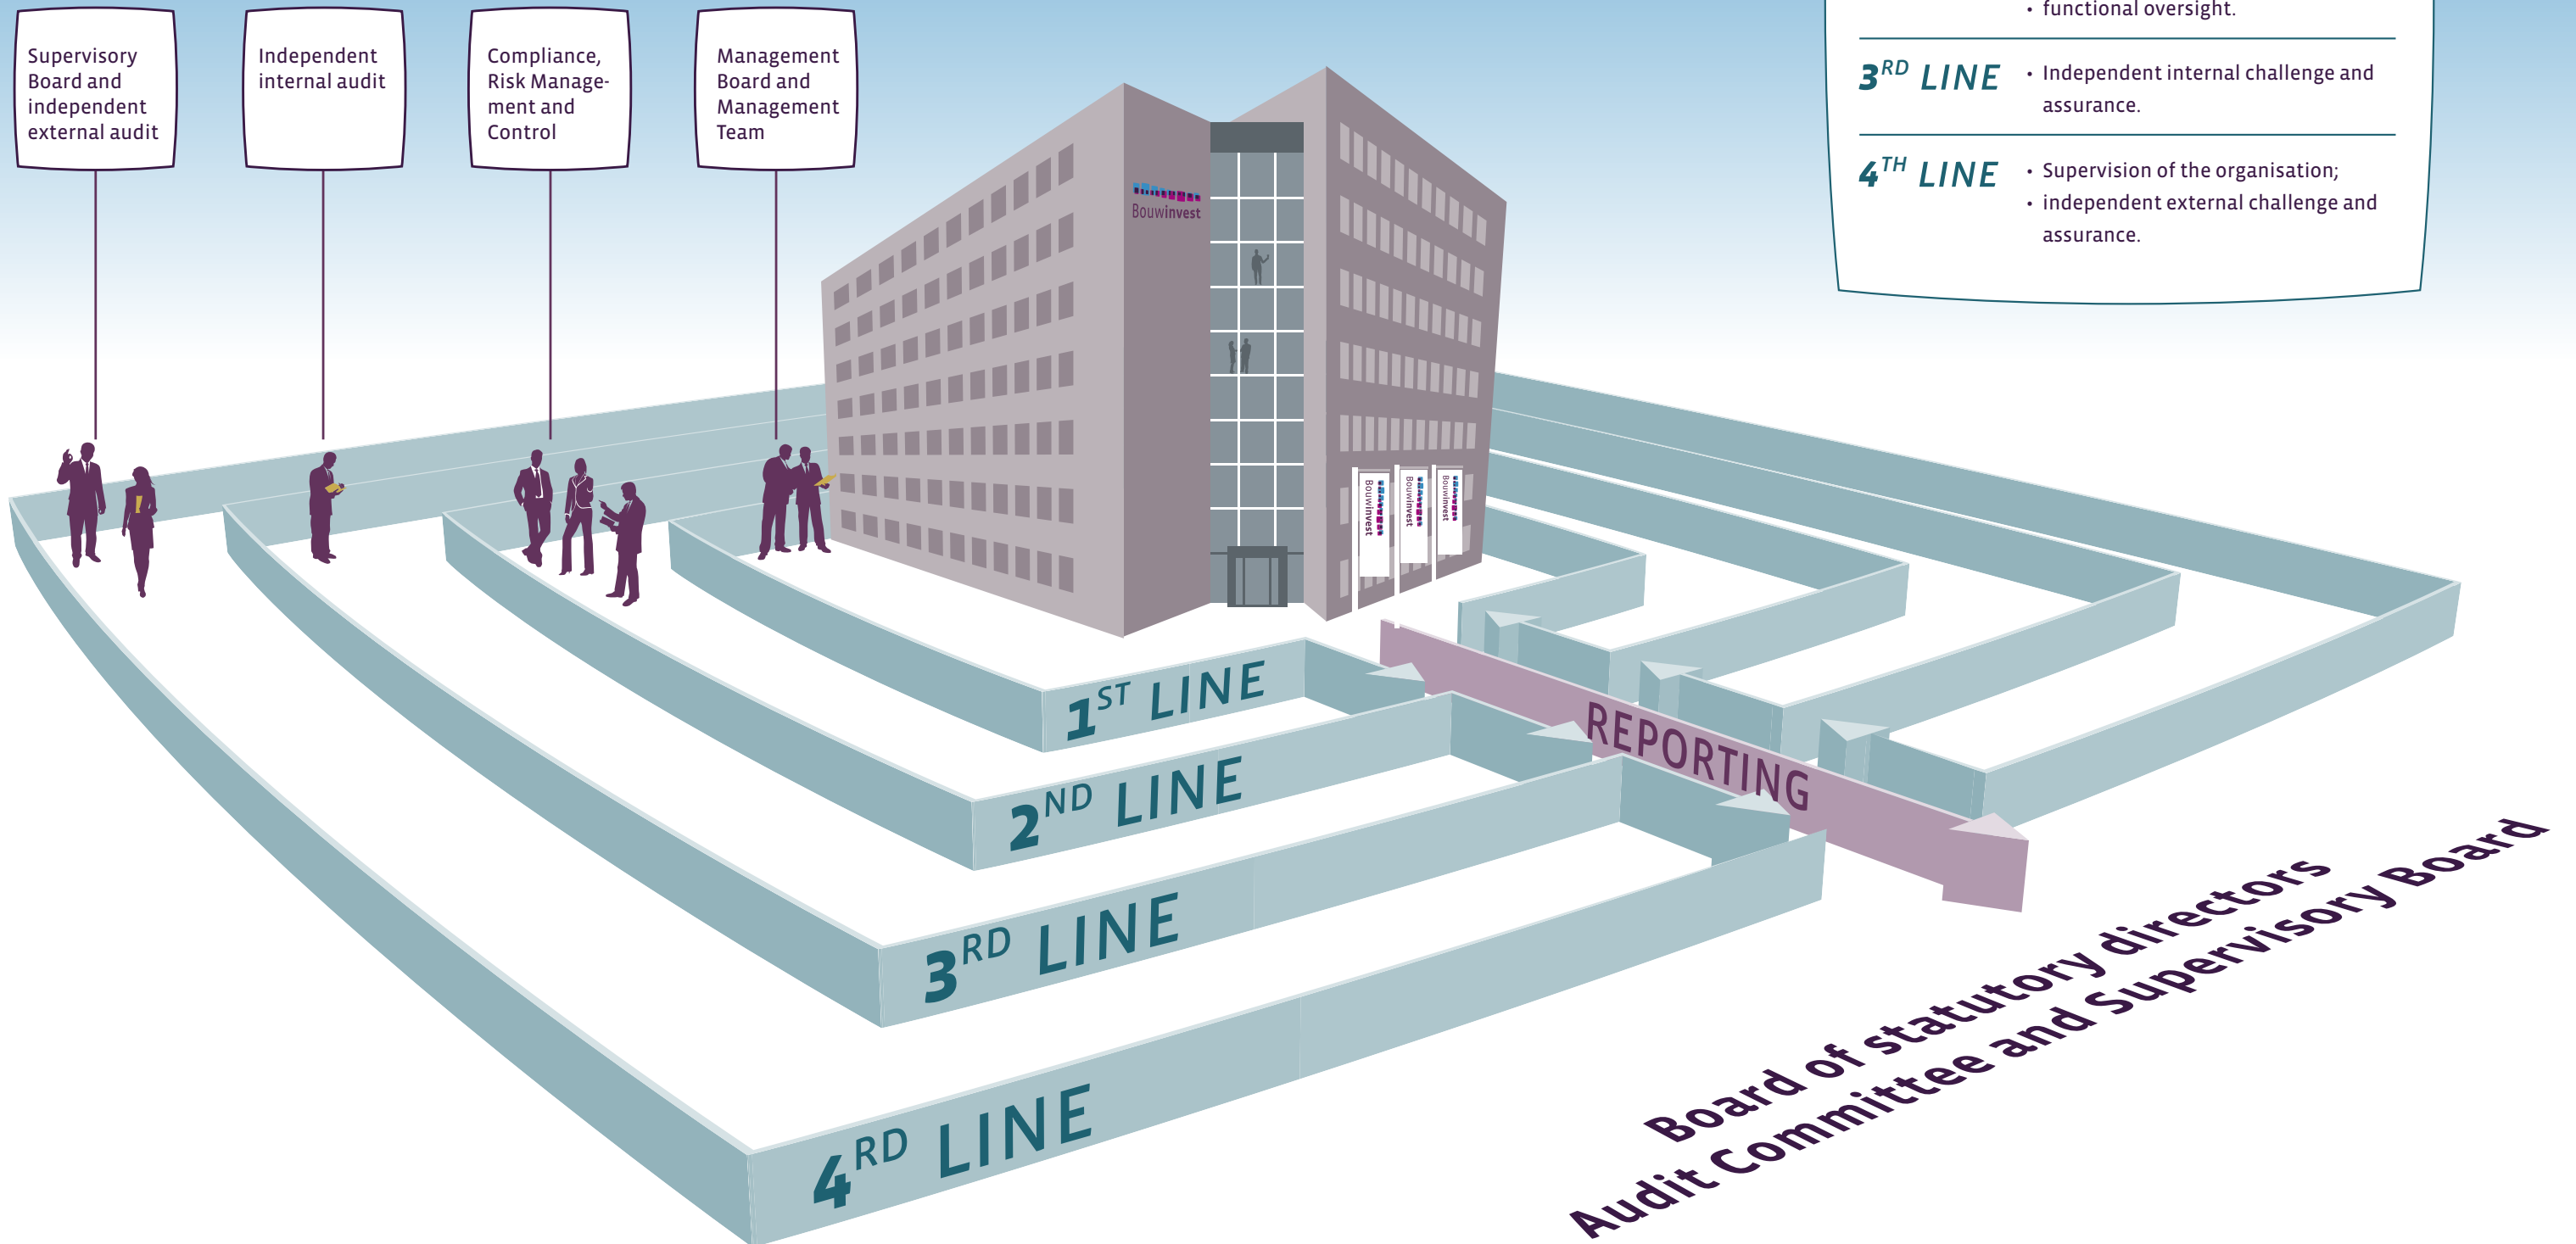 Supervisory
Board and
independent
external audit
Independent
internal audit
Compliance,
Risk Manage-
ment and
Control
Management
Board and
Management
Team
• functional oversight.
3RD LINE
• Independent internal challenge and
assurance.
4TH LINE
• Supervision of the organisation;
• independent external challenge and
assurance.
Bouwinvest
Bouwinvest
Bouwinvest
Bouwinvest
1ST LINE
2ND LINE
3RD LINE
4RD LINE
REPORTING
Board of statutory directors
Audit Committee and Supervisory Board